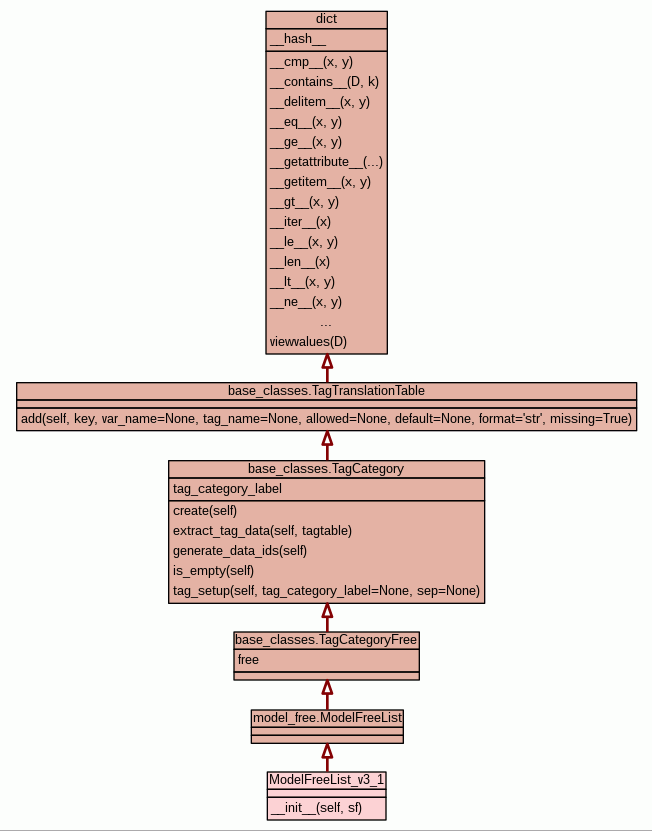 dict
__hash__
__cmp__(x, y)
__contains__(D, k)
__delitem__(x, y)
__eq__(x, y)
__ge__(x, y)
__getattribute__(...)
__getitem__(x, y)
__gt__(x, y)
__iter__(x)
__le__(x, y)
__len__(x)
__lt__(x, y)
__ne__(x, y)
...
viewvalues(D)
base_classes.TagTranslationTable
add(self, key, var_name=None, tag_name=None, allowed=None, default=None, format='str', missing=True)
base_classes.TagCategory
tag_category_label
create(self)
extract_tag_data(self, tagtable)
generate_data_ids(self)
is_empty(self)
tag_setup(self, tag_category_label=None, sep=None)
base_classes.TagCategoryFree
free
model_free.ModelFreeList
ModelFreeList_v3_1
__init__(self, sf)